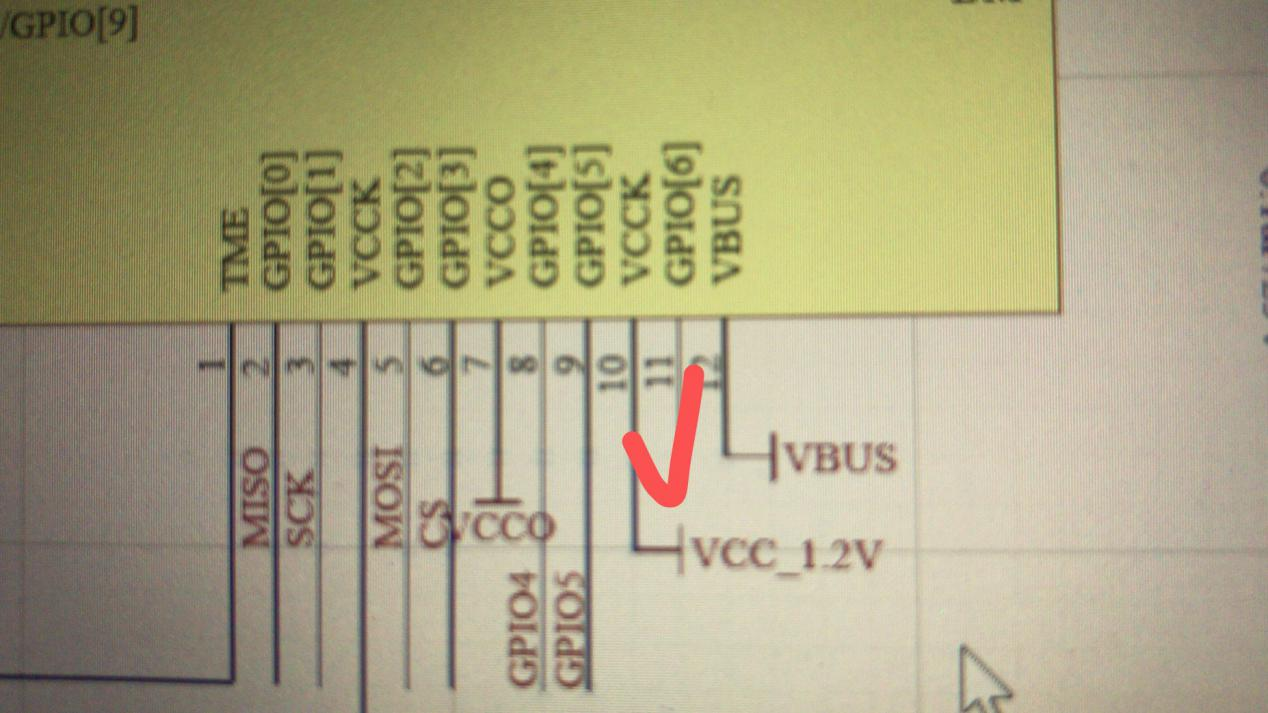 /GPIO[9]
TME
GPIO[0]
GPIO[1]
VCCK
GPIO[2]
GPIO[3]
VCCO
GPIO[4]
GPIO[5]
VCCK
GPIO[6]
VBUS
1
2
3
4
5
6
7
8
9
10
11
12
MISO
SCK
MOSI
CS
VCCO
GPIO4
GPIO5
VBUS
VCC_1.2V